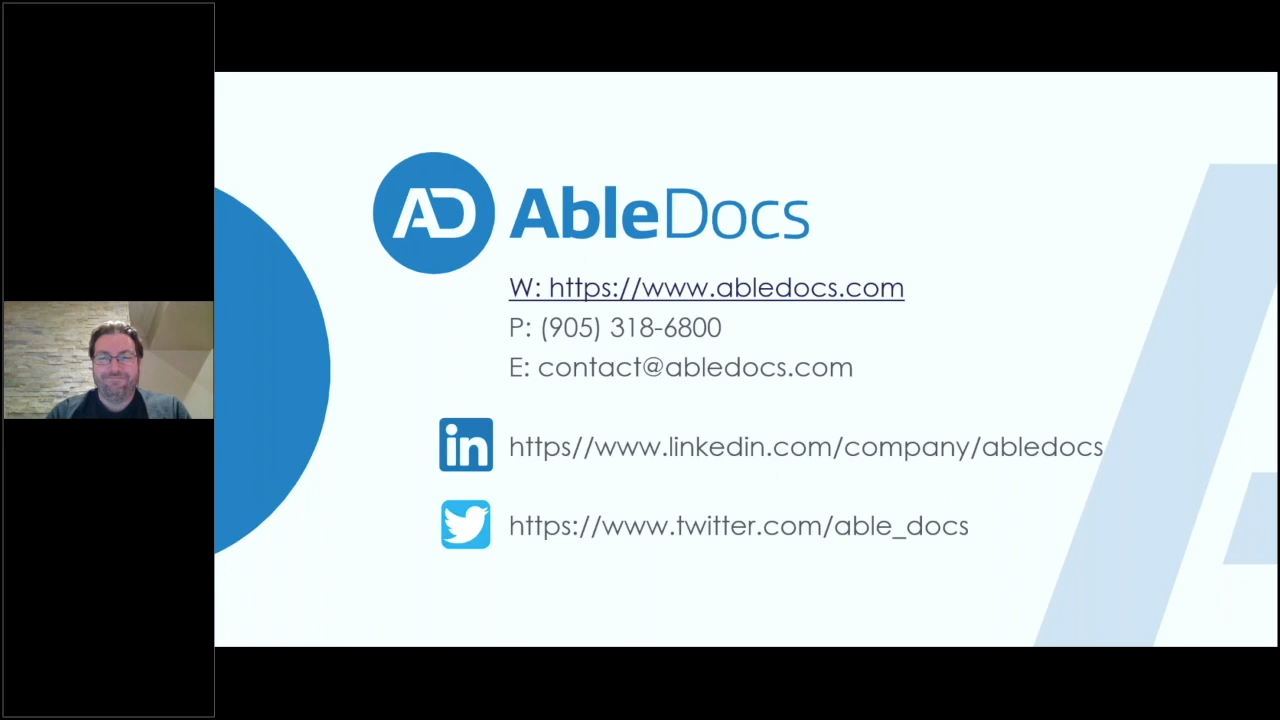 AD AbleDocs
W: https://www.abledocs.com
P: (905) 318-6800
E: contact@abledocs.com
in https//www.linkedin.com/company/abledocs
https://www.twitter.com/able_docs